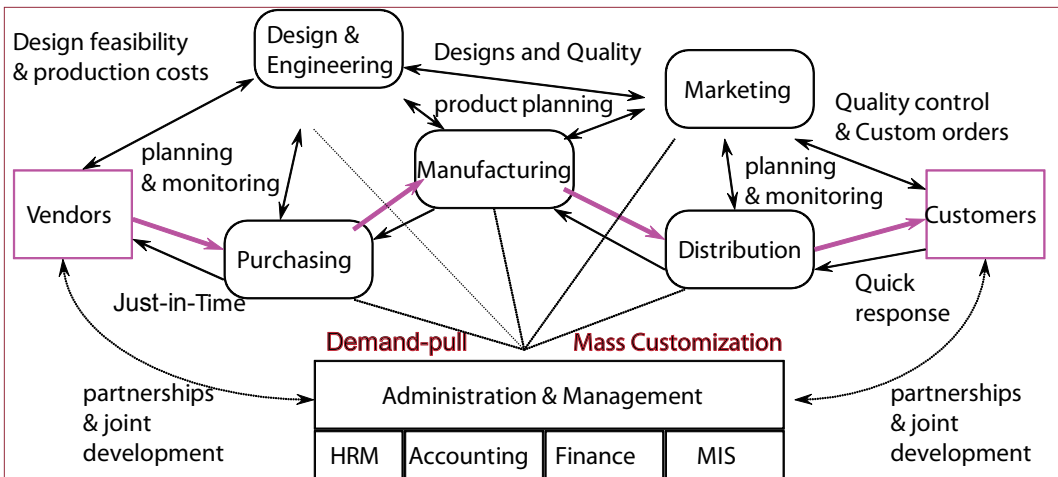 Design feasibility
& production costs
Design &
Engineering
Designs and Quality
Marketing
product planning
Quality control
& Custom orders
planning
& monitoring
Manufacturing
planning
& monitoring
Vendors
Customers
Purchasing
Distribution
Just-in-Time
Quick
response
Demand-pull
Mass Customization
partnerships
& joint
development
Administration & Management
partnerships
& joint
development
HRM
Accounting
Finance
MIS